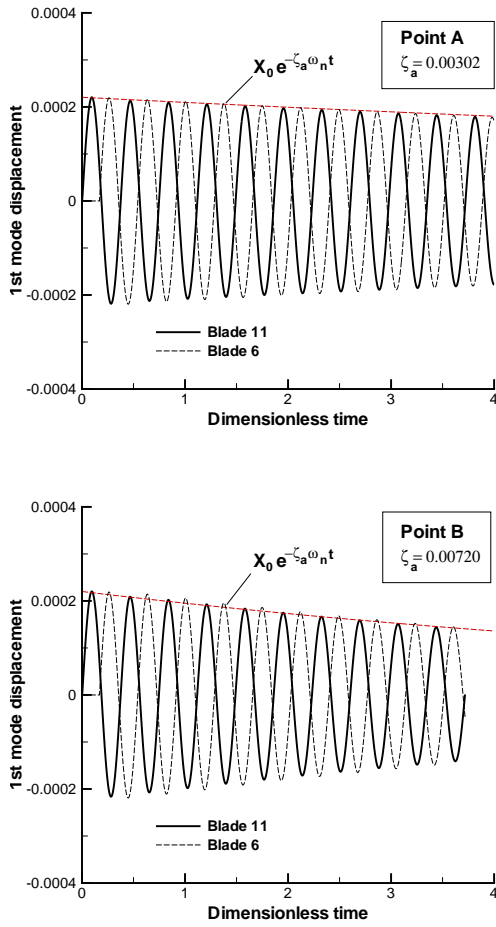 0.0004
Point A
ζa = 0.00302
X0 e−ζaωnt
0.0002
1st mode displacement
0
-0.0002
Blade 11
Blade 6
-0.0004
0 1 2 3 4
Dimensionless time
0.0004
Point B
ζa = 0.00720
X0 e−ζaωnt
0.0002
1st mode displacement
0
-0.0002
Blade 11
Blade 6
-0.0004
0 1 2 3 4
Dimensionless time